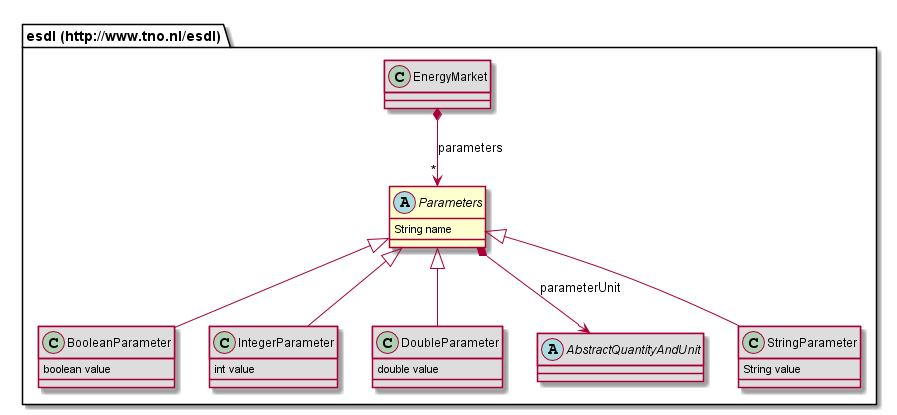 esdl (http://www.tno.nl/esdl)
C EnergyMarket
parameters
*
A Parameters
String name
parameterUnit
C BooleanParameter
boolean value
C IntegerParameter
int value
C DoubleParameter
double value
A AbstractQuantityAndUnit
C StringParameter
String value